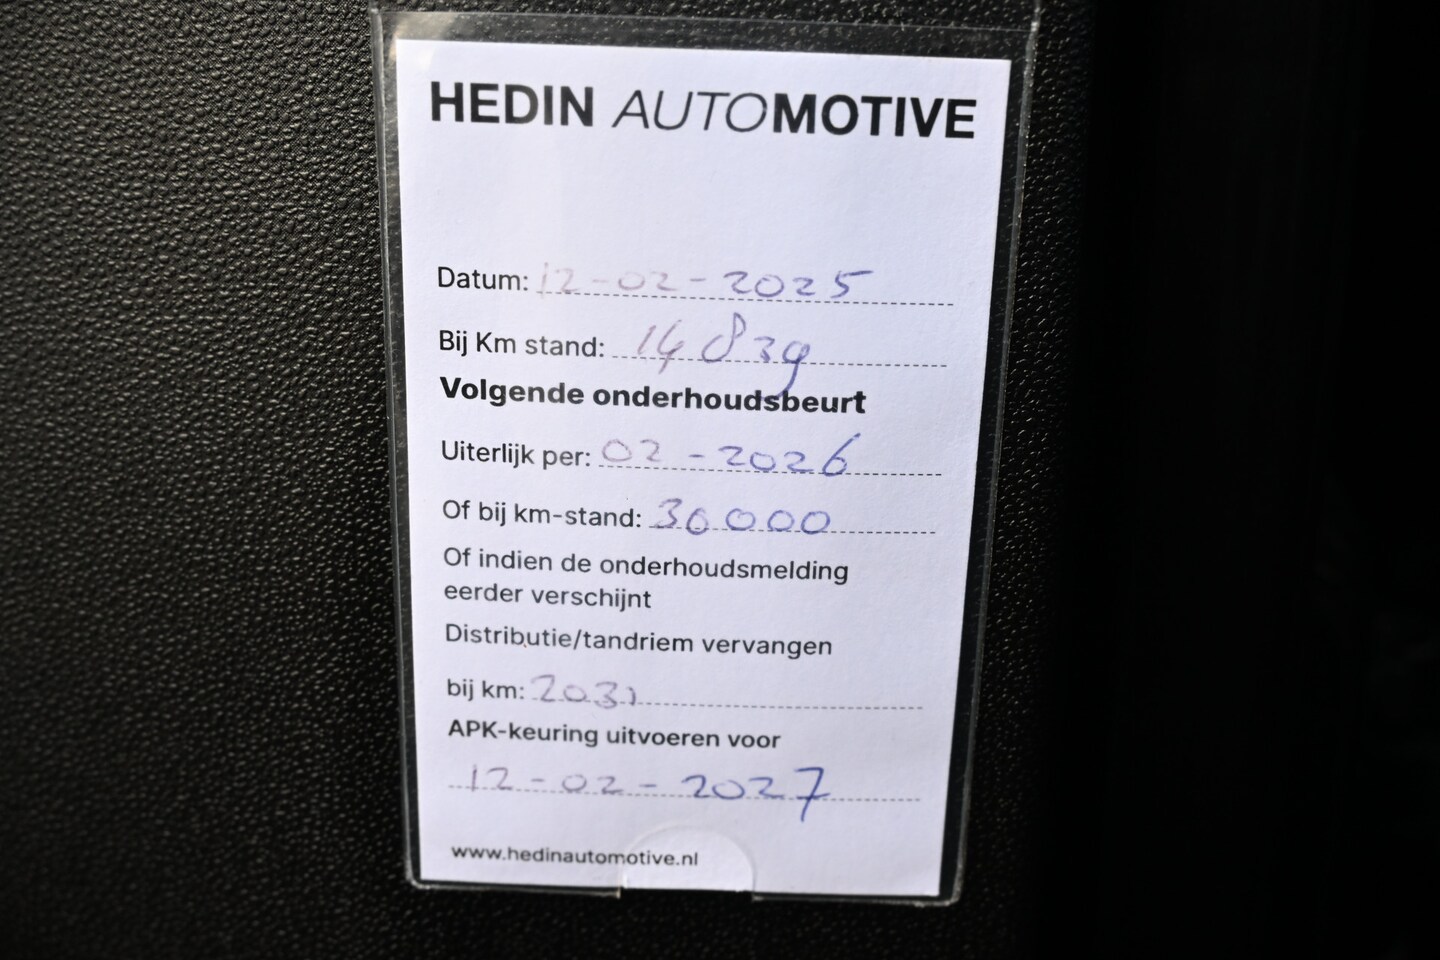 HEDIN AUTOMOTIVE
Datum: 12-02-2025
Bij Km stand: 14839
Volgende onderhoudsbeurt
Uiterlijk per: 02-2026
Of bij km-stand: 30000
Of indien de onderhoudsmelding
eerder verschijnt
Distributie/tandriem vervangen
bij km: 2031
APK-keuring uitvoeren voor
12-02-2027
www.hedinautomotive.nl